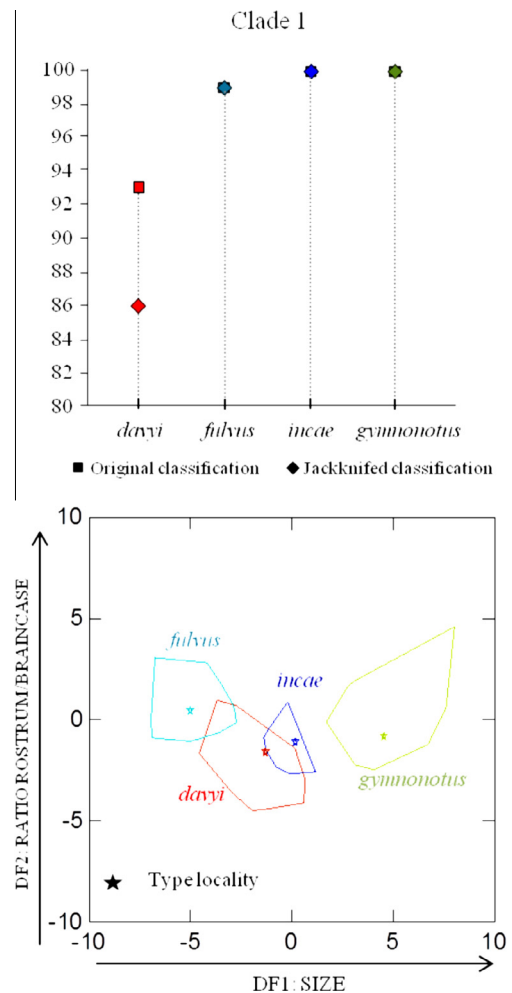 Clade 1
100
98
96
94
92
90
88
86
84
82
80
davyi fulvus incae gymnonotus
Original classification Jackknifed classification
DF2: RATIO ROSTRUM/BRAINCASE
10
5
0
-5
-10
fulvus
incae
davyi
gymnonotus
Type locality
-10 -5 0 5 10
DF1: SIZE